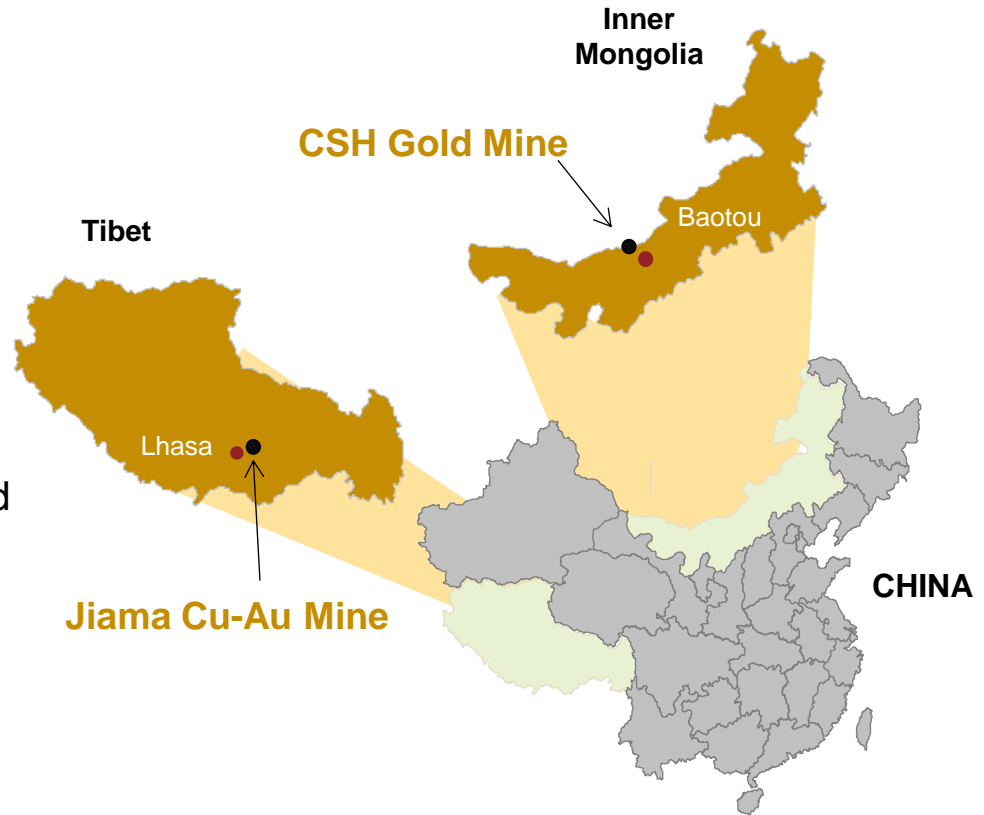 Inner
Mongolia
CSH Gold Mine
Baotou
Tibet
Lhasa
d
Jiama Cu-Au Mine
CHINA